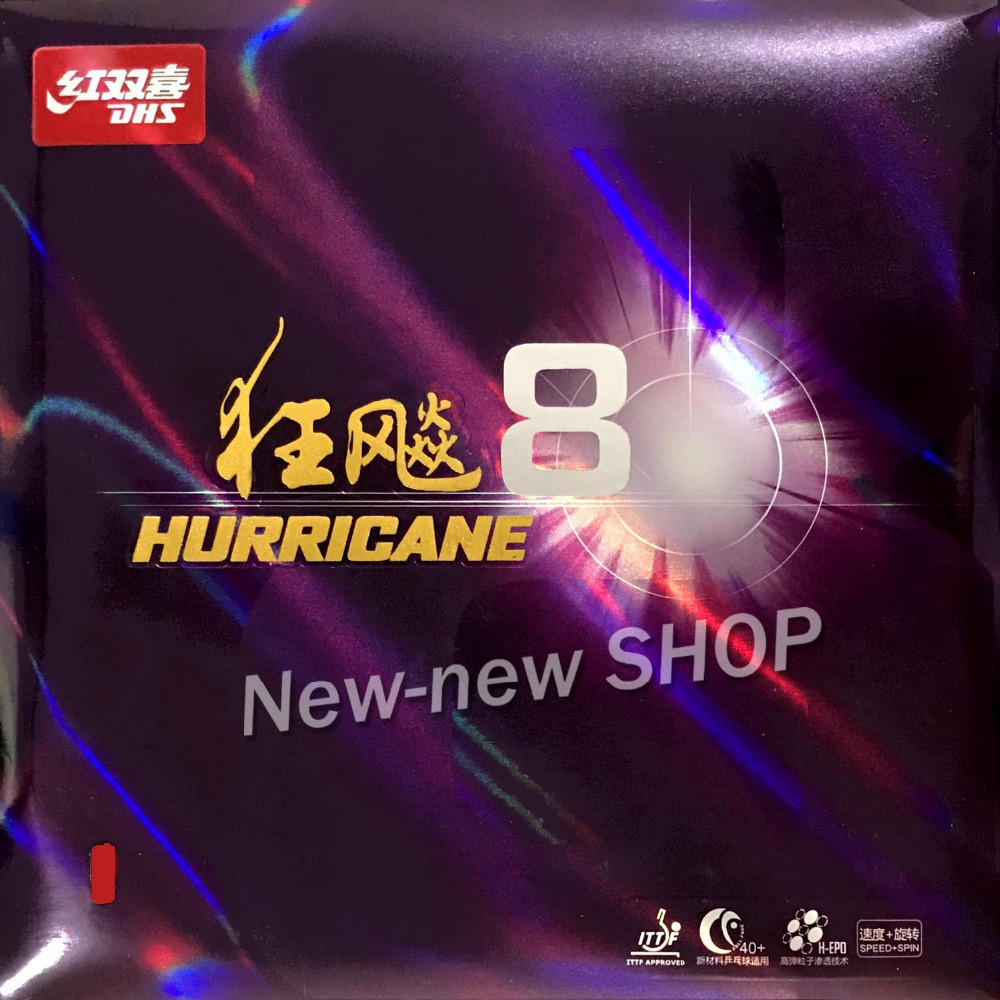 红双喜
DHS
狂飚8
HURRICANE
New-new SHOP
ITTF
ITTF APPROVED
40+
新材料乒乓球适用
H-EPO
高弹粒子渗透技术
速度+旋转
SPEED+SPIN